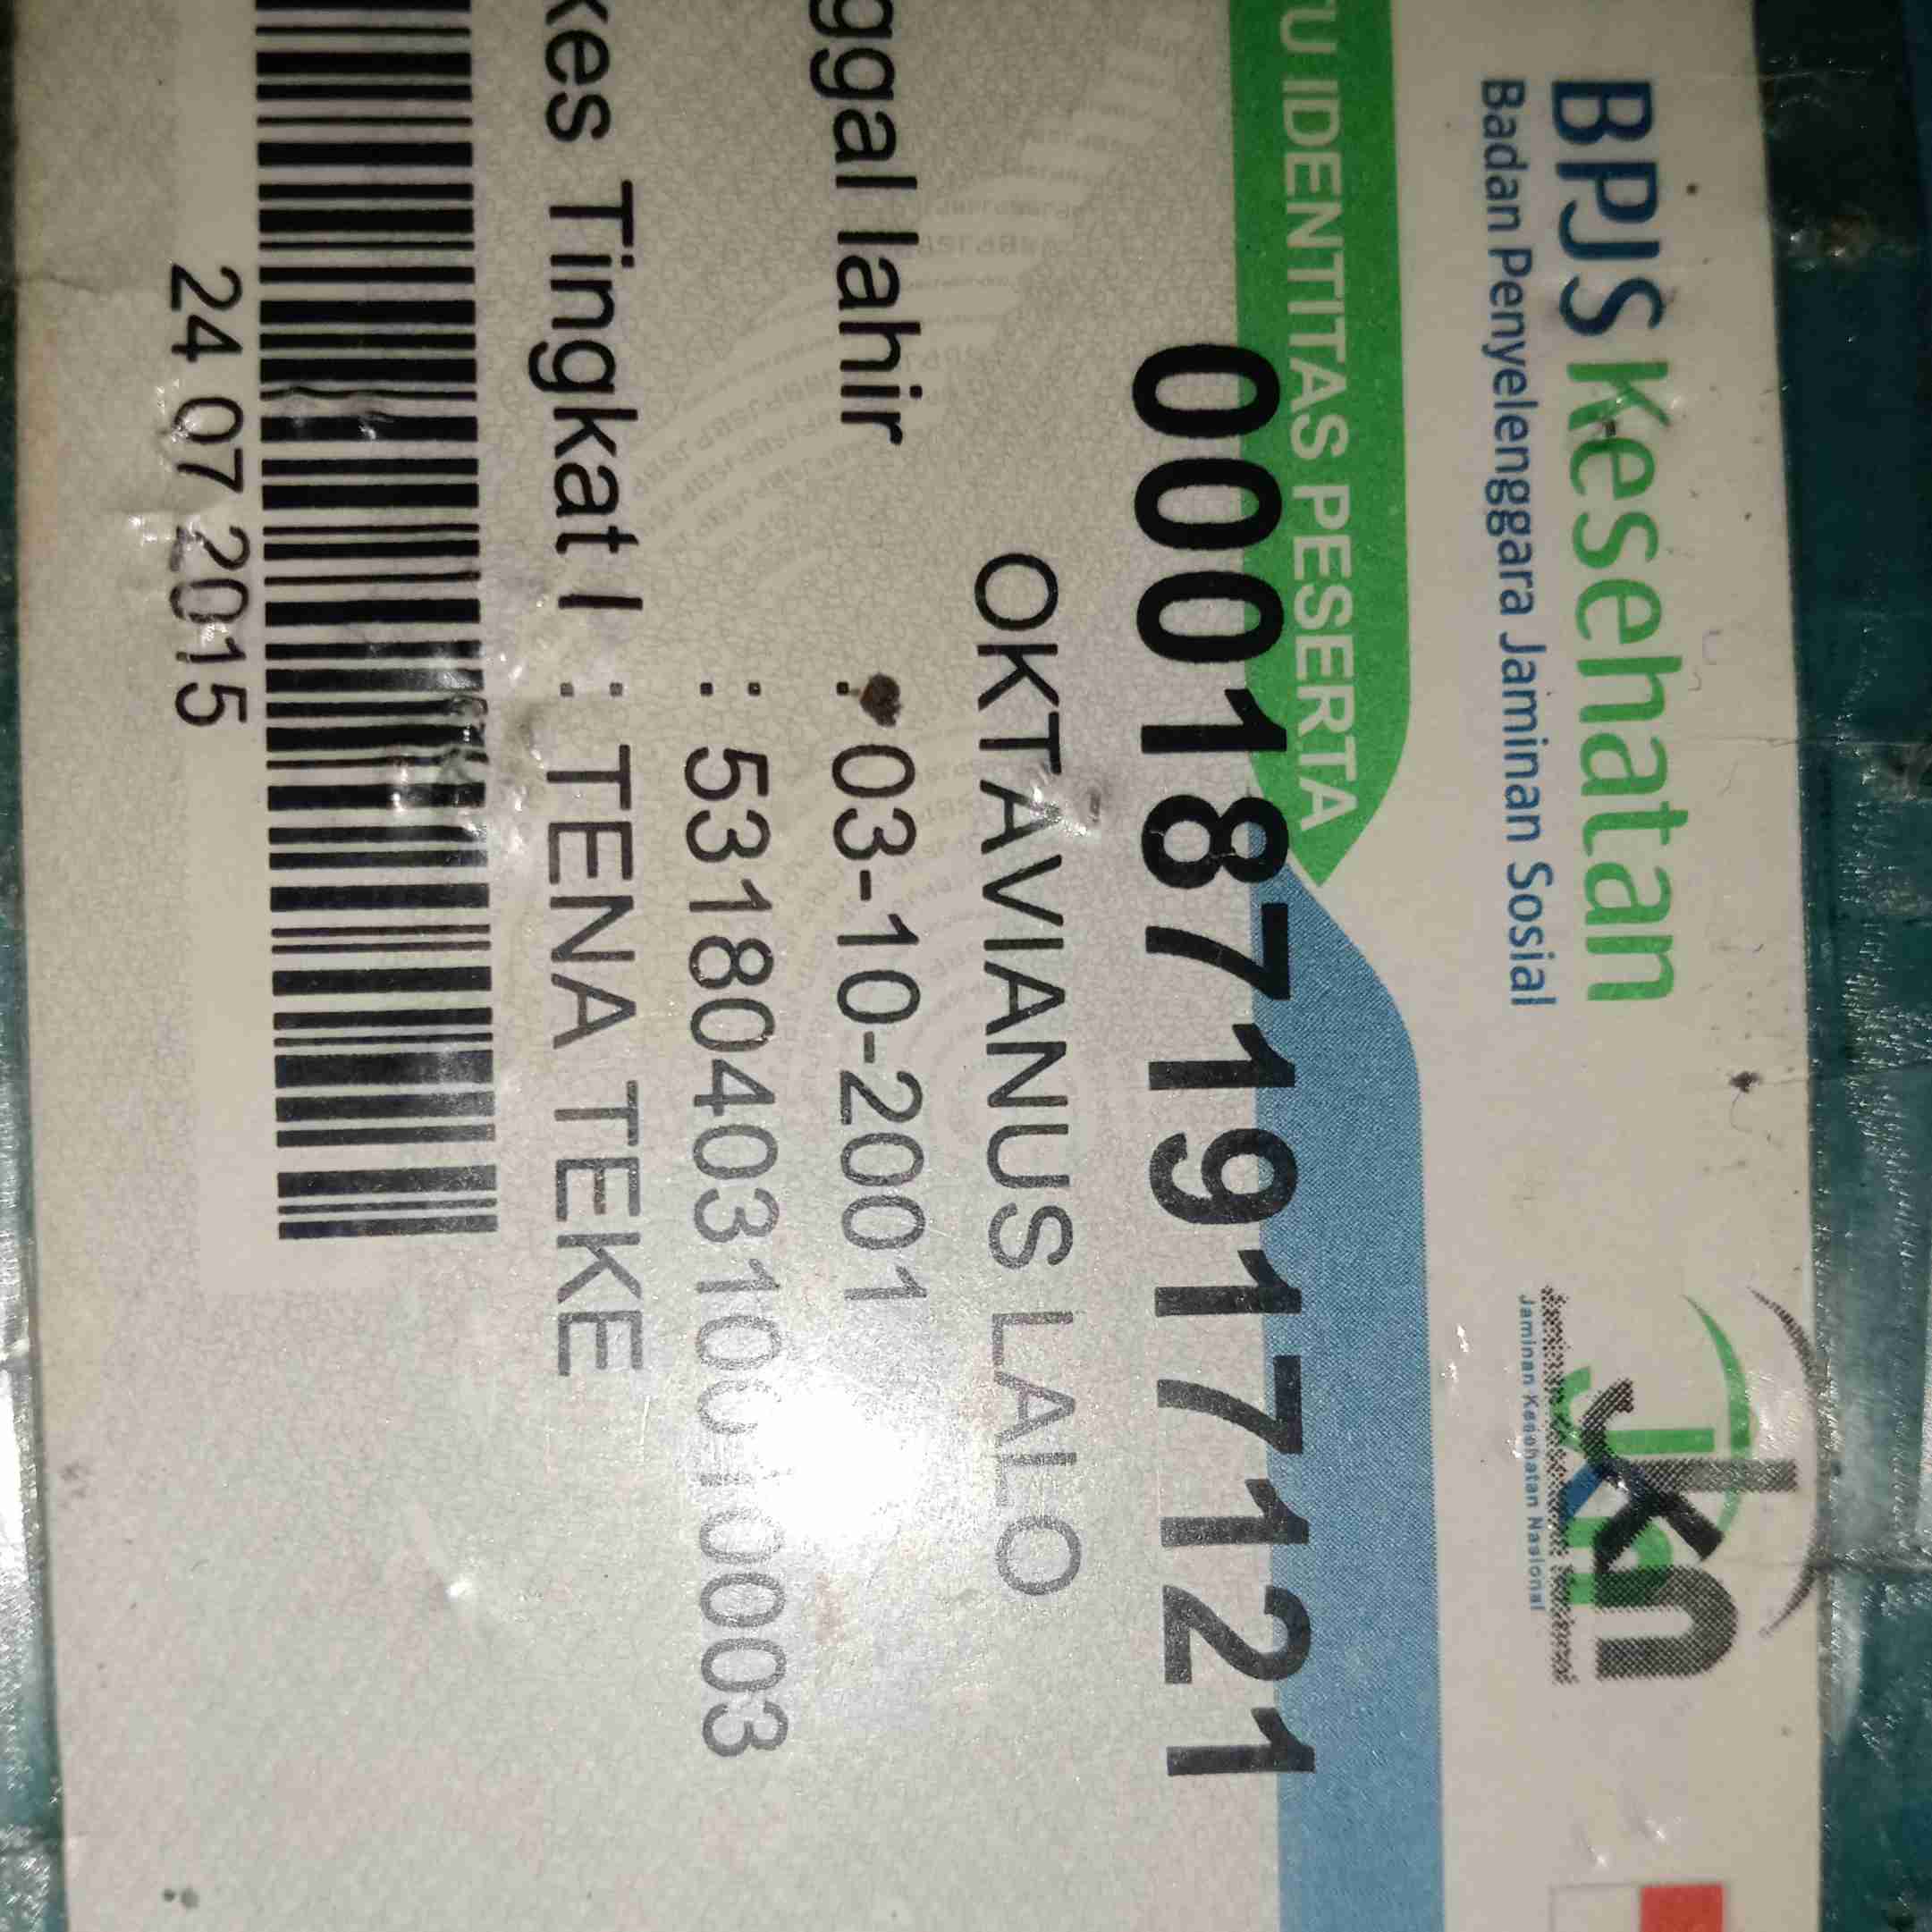 BPJS Kesehatan
Badan Penyelenggara Jaminan Sosial
jkn
Jaminan Kesehatan Nasional
U IDENTITAS PESERTA
0001871917121
OKTAVIANUS LALO
ggal lahir : 03-10-2001
:
kes Tingkat I : TENA TEKE
24 07 2015